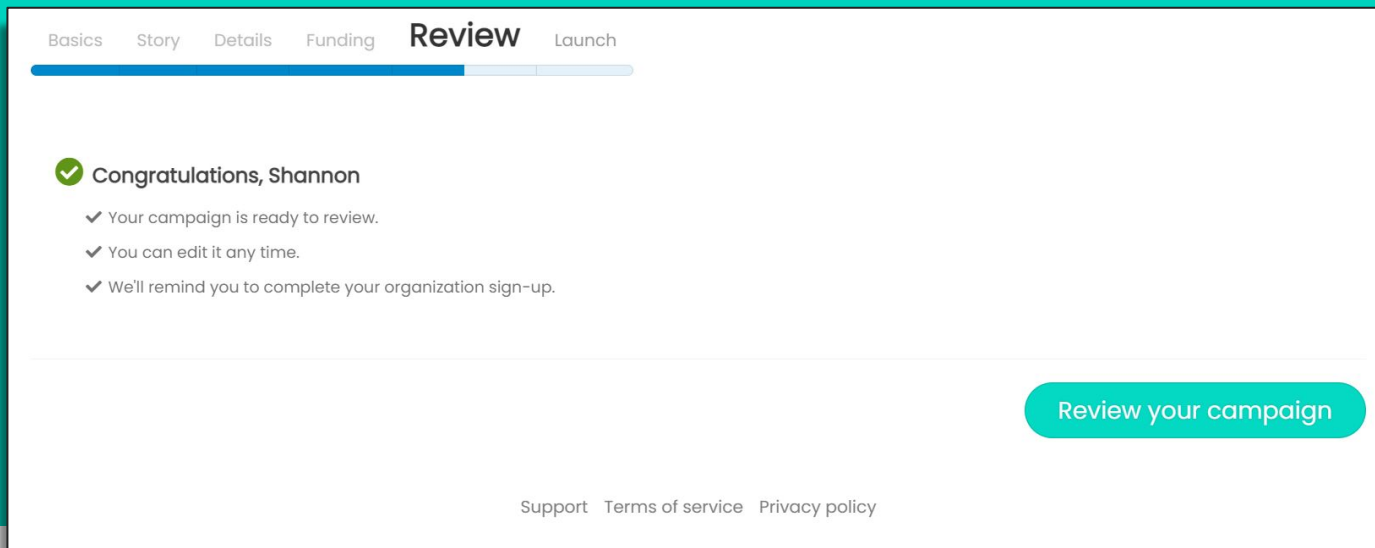 Basics Story Details Funding Review Launch
Congratulations, Shannon
Your campaign is ready to review.
You can edit it any time.
We'll remind you to complete your organization sign-up.
Review your campaign
Support Terms of service Privacy policy